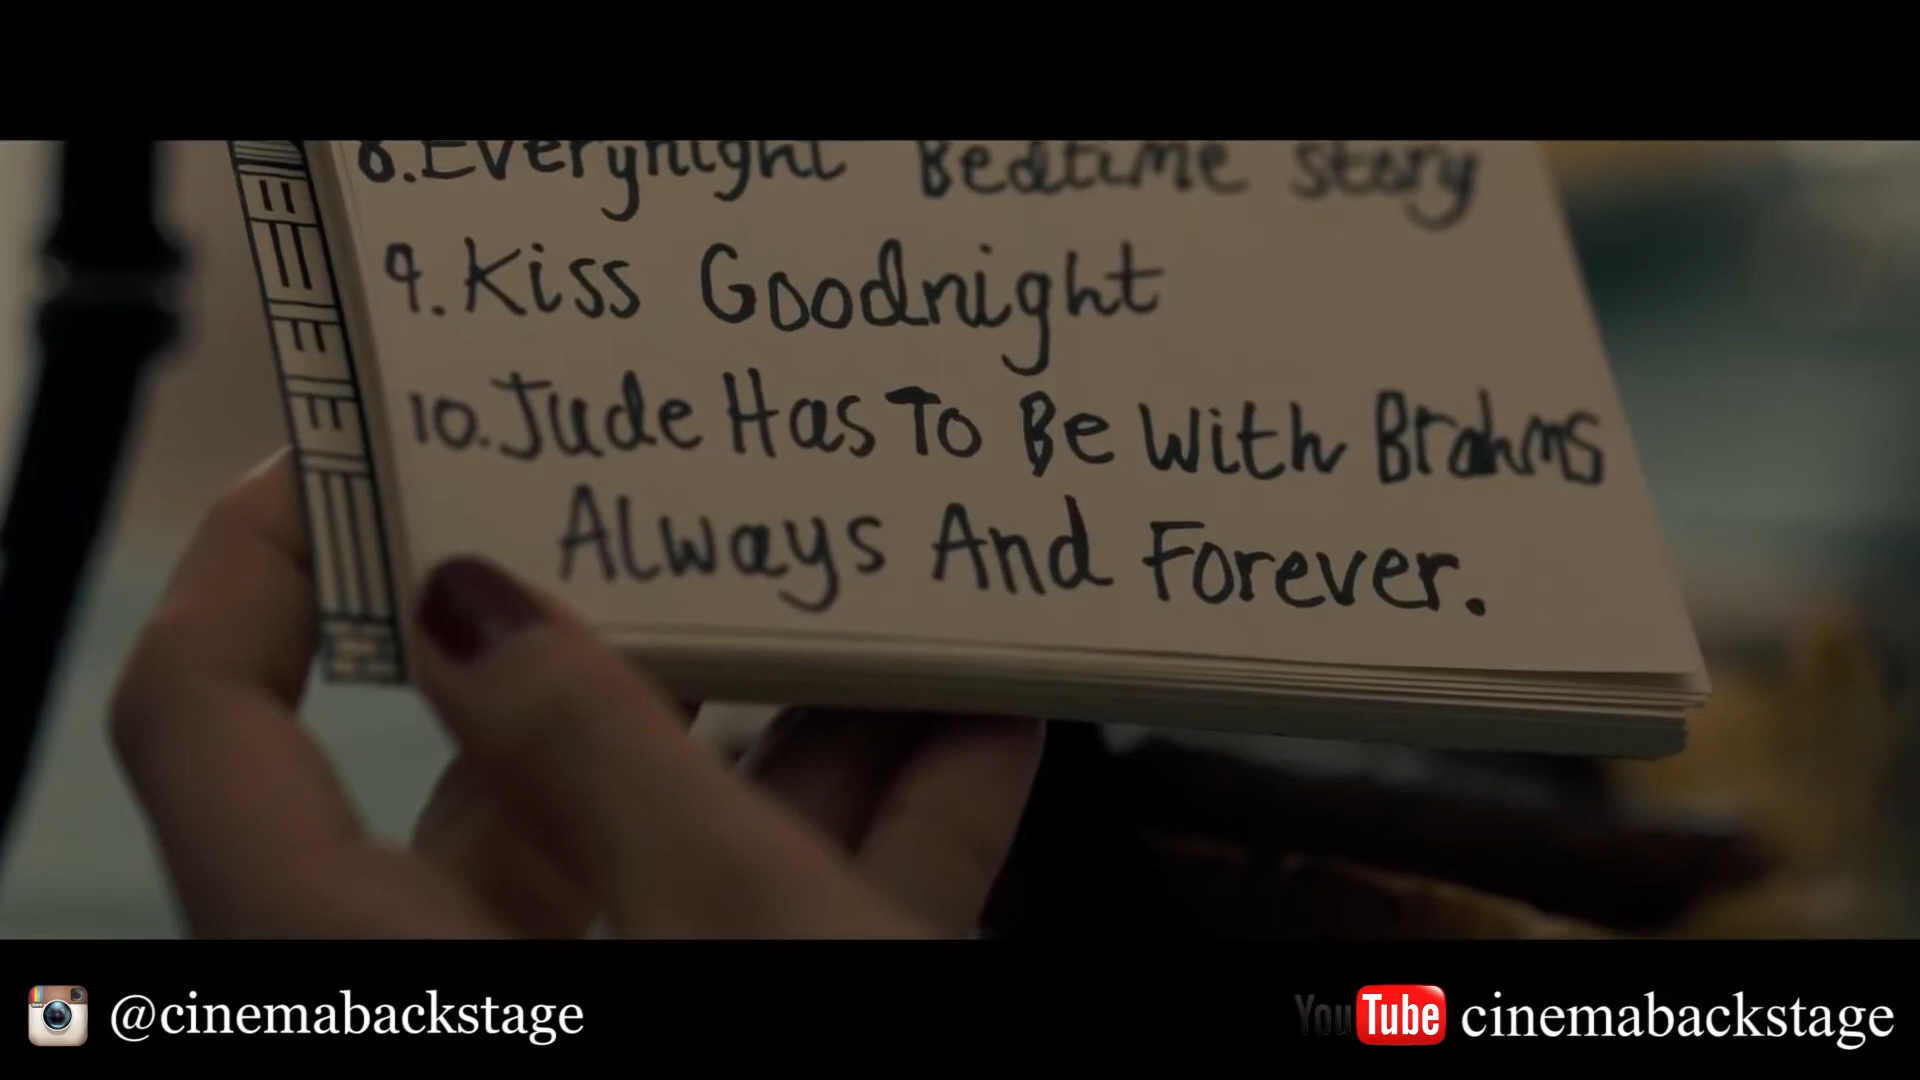 8.Everynight Bedtime Story
9.Kiss Goodnight
10.Jude Has To Be With Brahms
Always And Forever.
@cinemabackstage
YouTube cinemabackstage